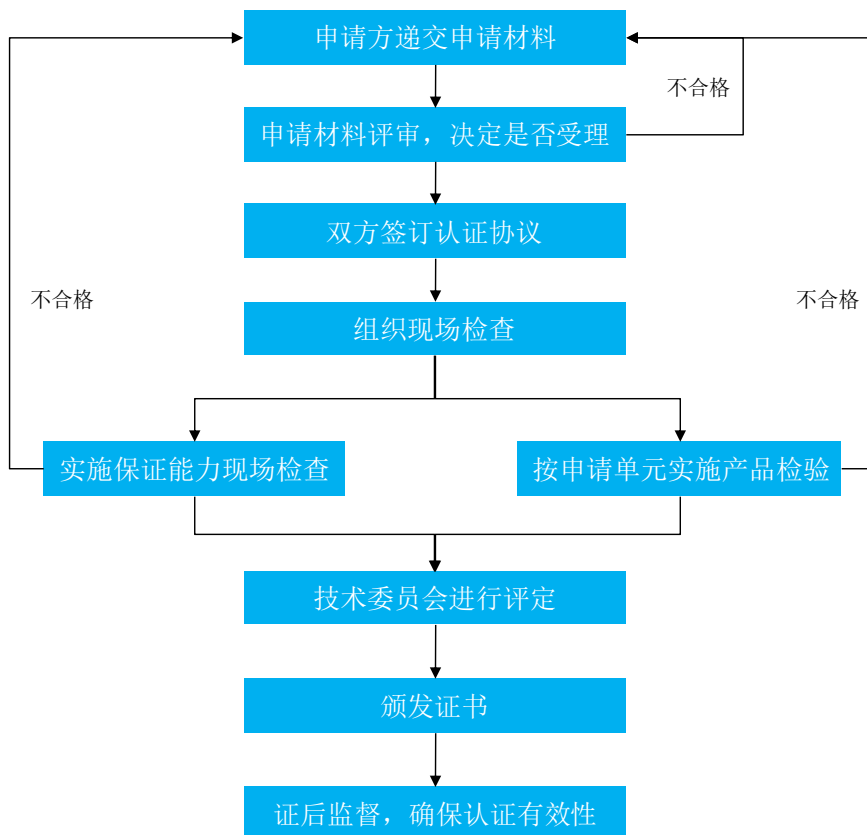 申请方递交申请材料
不合格
申请材料评审，决定是否受理
双方签订认证协议
不合格
不合格
组织现场检查
实施保证能力现场检查
按申请单元实施产品检验
技术委员会进行评定
颁发证书
证后监督，确保认证有效性